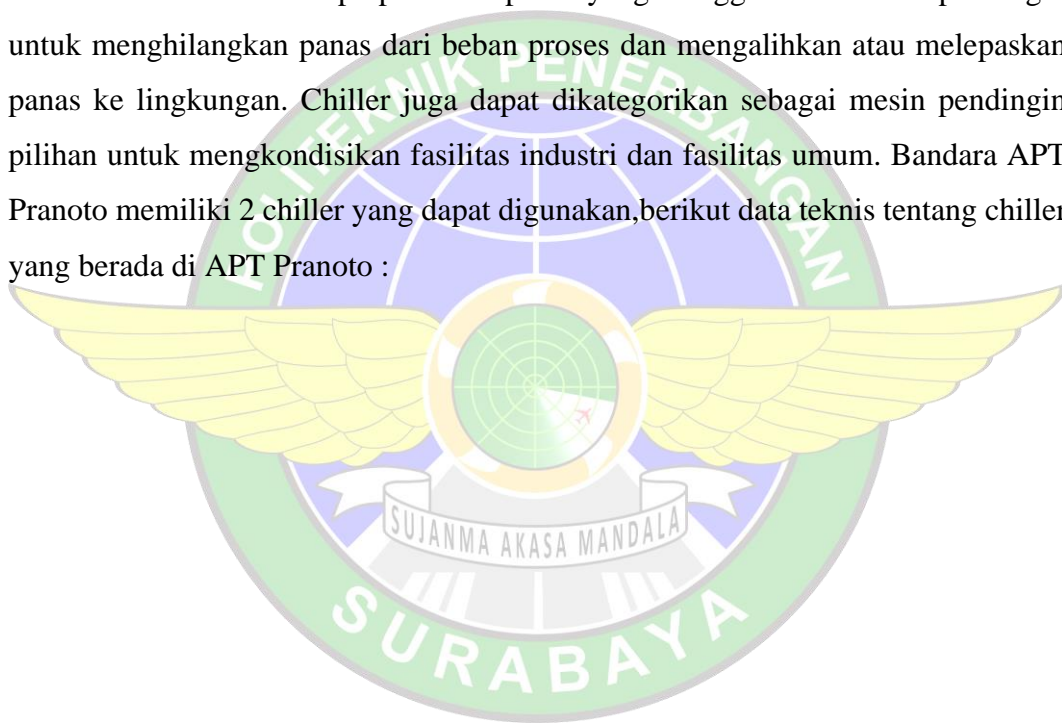 untuk menghilangkan panas dari beban proses dan mengalihkan atau melepaskan
panas ke lingkungan. Chiller juga dapat dikategorikan sebagai mesin pendingin
pilihan untuk mengkondisikan fasilitas industri dan fasilitas umum. Bandara APT
Pranoto memiliki 2 chiller yang dapat digunakan,berikut data teknis tentang chiller
yang berada di APT Pranoto :
POLITEKNIK PENERBANGAN
SUJANMA AKASA MANDALA
SURABAYA